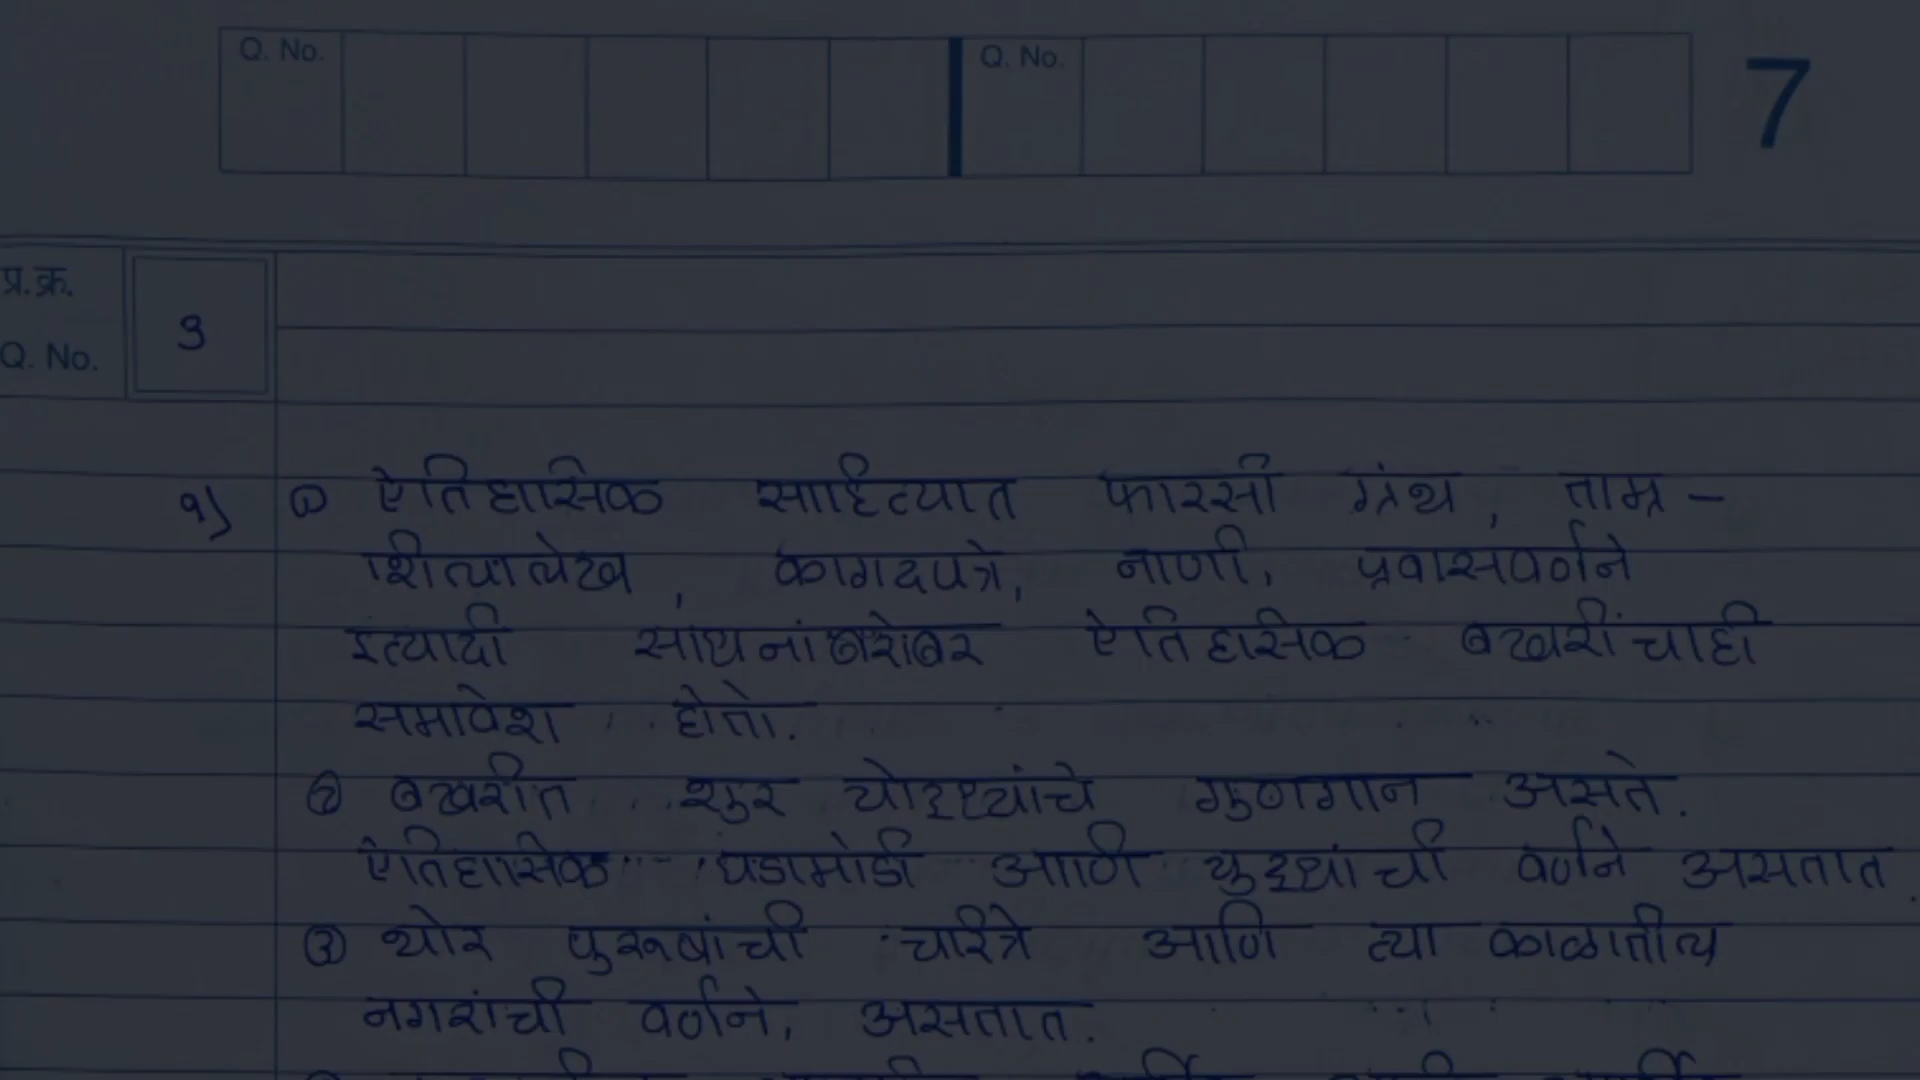 Q. No. Q. No. 7
प्र.क्र.
Q. No. ३
१) ① ऐतिहासिक साहित्यात फारसी ग्रंथ, ताम्र -
शिलालेख, कागदपत्रे, नाणी, प्रवासवर्णने
इत्यादी साधनांबरोबर ऐतिहासिक बखरींचाही
समावेश होतो.
② बखरीत शुर योद्ध्यांचे गुणगान असते.
ऐतिहासिक घडामोडी आणि युद्धांची वर्णने असतात.
③ थोर पुरूषांची चरित्रे आणि त्या काळातील
नगरांची वर्णने, असतात.